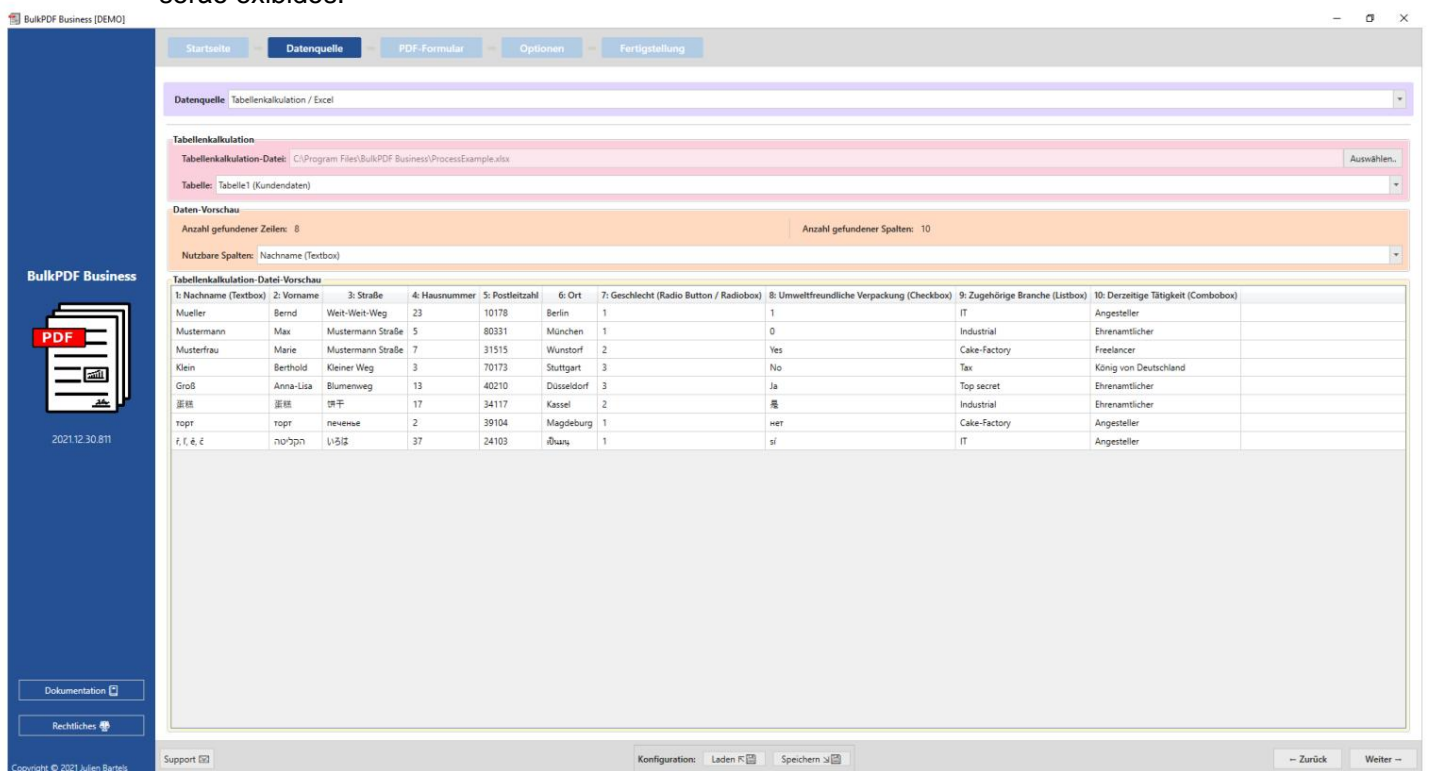 serão exibidos.
BulkPDF Business [DEMO]
Startseite Datenquelle PDF-Formular Optionen Fertigstellung
Datenquelle Tabellenkalkulation / Excel
Tabellenkalkulation
Tabellenkalkulation-Datei: C:\Program Files\BulkPDF Business\ProcessExample.xlsx Auswählen..
Tabelle: Tabelle1 (Kundendaten)
Daten-Vorschau
Anzahl gefundener Zeilen: 8 Anzahl gefundener Spalten: 10
Nutzbare Spalten: Nachname (Textbox)
BulkPDF Business
PDF
2021.12.30.811
Tabellenkalkulation-Datei-Vorschau
1: Nachname (Textbox) 2: Vorname 3: Straße 4: Hausnummer 5: Postleitzahl 6: Ort 7: Geschlecht (Radio Button / Radiobox) 8: Umweltfreundliche Verpackung (Checkbox) 9: Zugehörige Branche (Listbox) 10: Derzeitige Tätigkeit (Combobox)
Mueller Bernd Weit-Weit-Weg 23 10178 Berlin 1 1 IT Angesteller
Mustermann Max Mustermann Straße 5 80331 München 1 0 Industrial Ehrenamtlicher
Musterfrau Marie Mustermann Straße 7 31515 Wunstorf 2 Yes Cake-Factory Freelancer
Klein Berthold Kleiner Weg 3 70173 Stuttgart 3 No Tax König von Deutschland
Groß Anna-Lisa Blumenweg 13 40210 Düsseldorf 3 Ja Top secret Ehrenamtlicher
蛋糕 蛋糕 饼干 17 34117 Kassel 2 是 Industrial Ehrenamtlicher
торт торт печенье 2 39104 Magdeburg 1 нет Cake-Factory Angesteller
הקליטה いろは 37 24103 1 sí IT Angesteller
Dokumentation
Rechtliches
Copyright © 2021 Julien Bartels
Support Konfiguration: Laden Speichern ← Zurück Weiter →